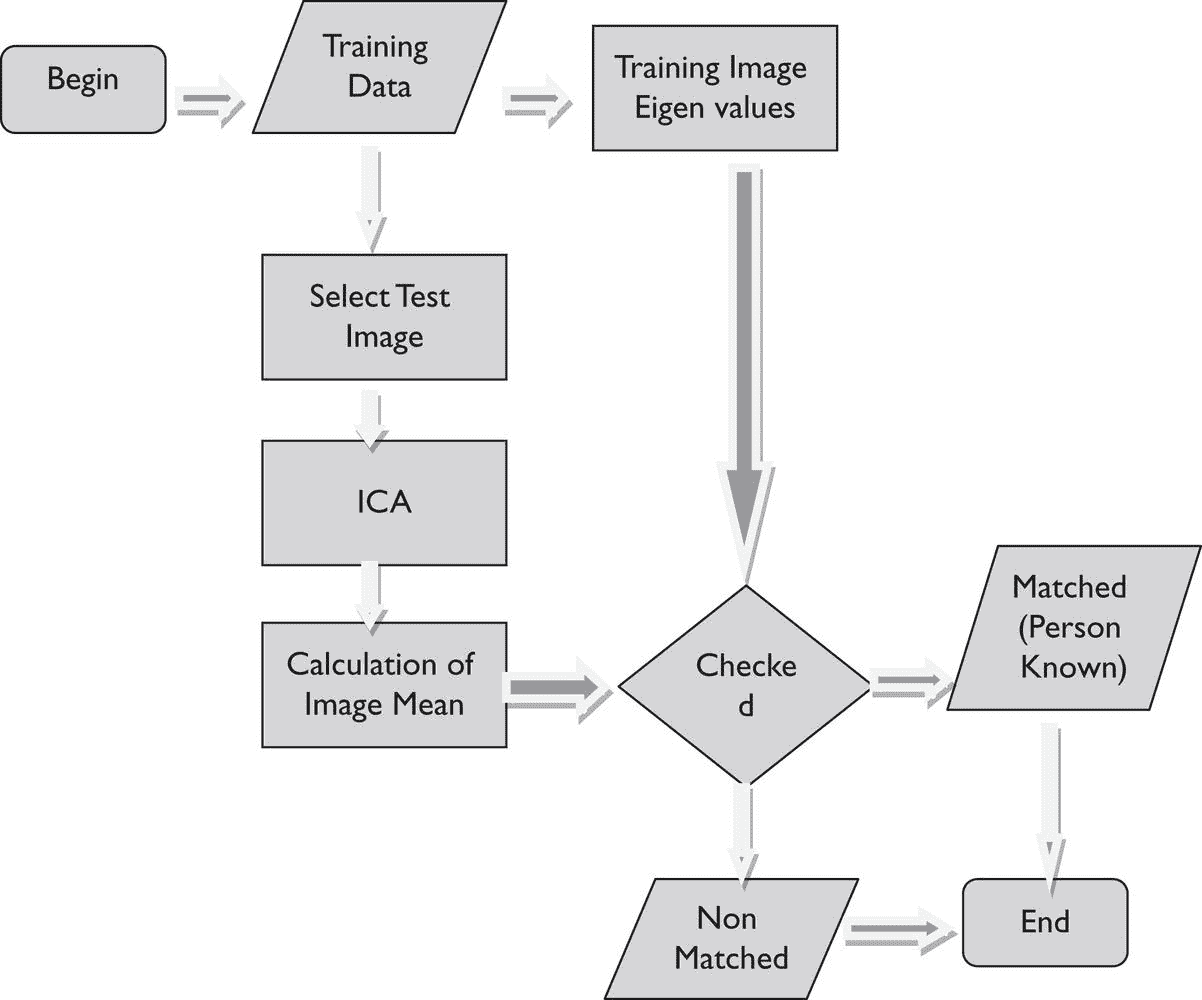 Begin
Training
Data
Training Image
Eigen values
Select Test
Image
ICA
Calculation of
Image Mean
Checke
d
Matched
(Person
Known)
Non
Matched
End